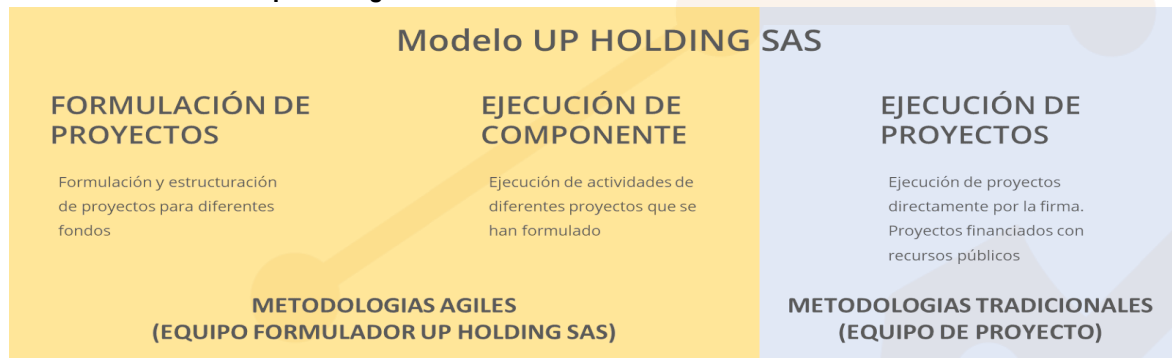 Modelo UP HOLDING SAS
FORMULACIÓN DE
PROYECTOS
Formulación y estructuración
de proyectos para diferentes
fondos
EJECUCIÓN DE
COMPONENTE
Ejecución de actividades de
diferentes proyectos que se
han formulado
EJECUCIÓN DE
PROYECTOS
Ejecución de proyectos
directamente por la firma.
Proyectos financiados con
recursos públicos
METODOLOGIAS AGILES
(EQUIPO FORMULADOR UP HOLDING SAS)
METODOLOGIAS TRADICIONALES
(EQUIPO DE PROYECTO)